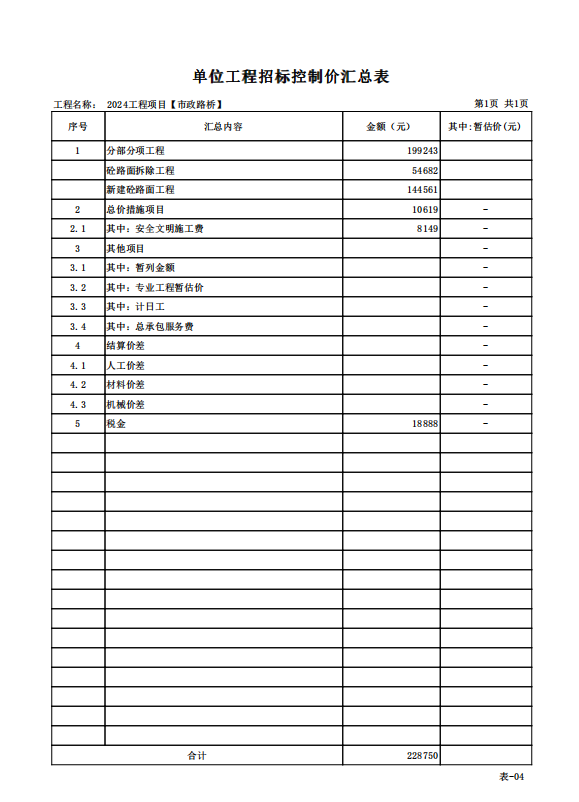 单位工程招标控制价汇总表
工程名称： 2024工程项目【市政路桥】 第1页 共1页
序号 汇总内容 金额（元） 其中:暂估价(元)
1 分部分项工程 199243
砼路面拆除工程 54682
新建砼路面工程 144561
2 总价措施项目 10619 -
2.1 其中：安全文明施工费 8149 -
3 其他项目 -
3.1 其中：暂列金额 -
3.2 其中：专业工程暂估价 -
3.3 其中：计日工 -
3.4 其中：总承包服务费 -
4 结算价差 -
4.1 人工价差 -
4.2 材料价差 -
4.3 机械价差 -
5 税金 18888 -
合计 228750
表-04